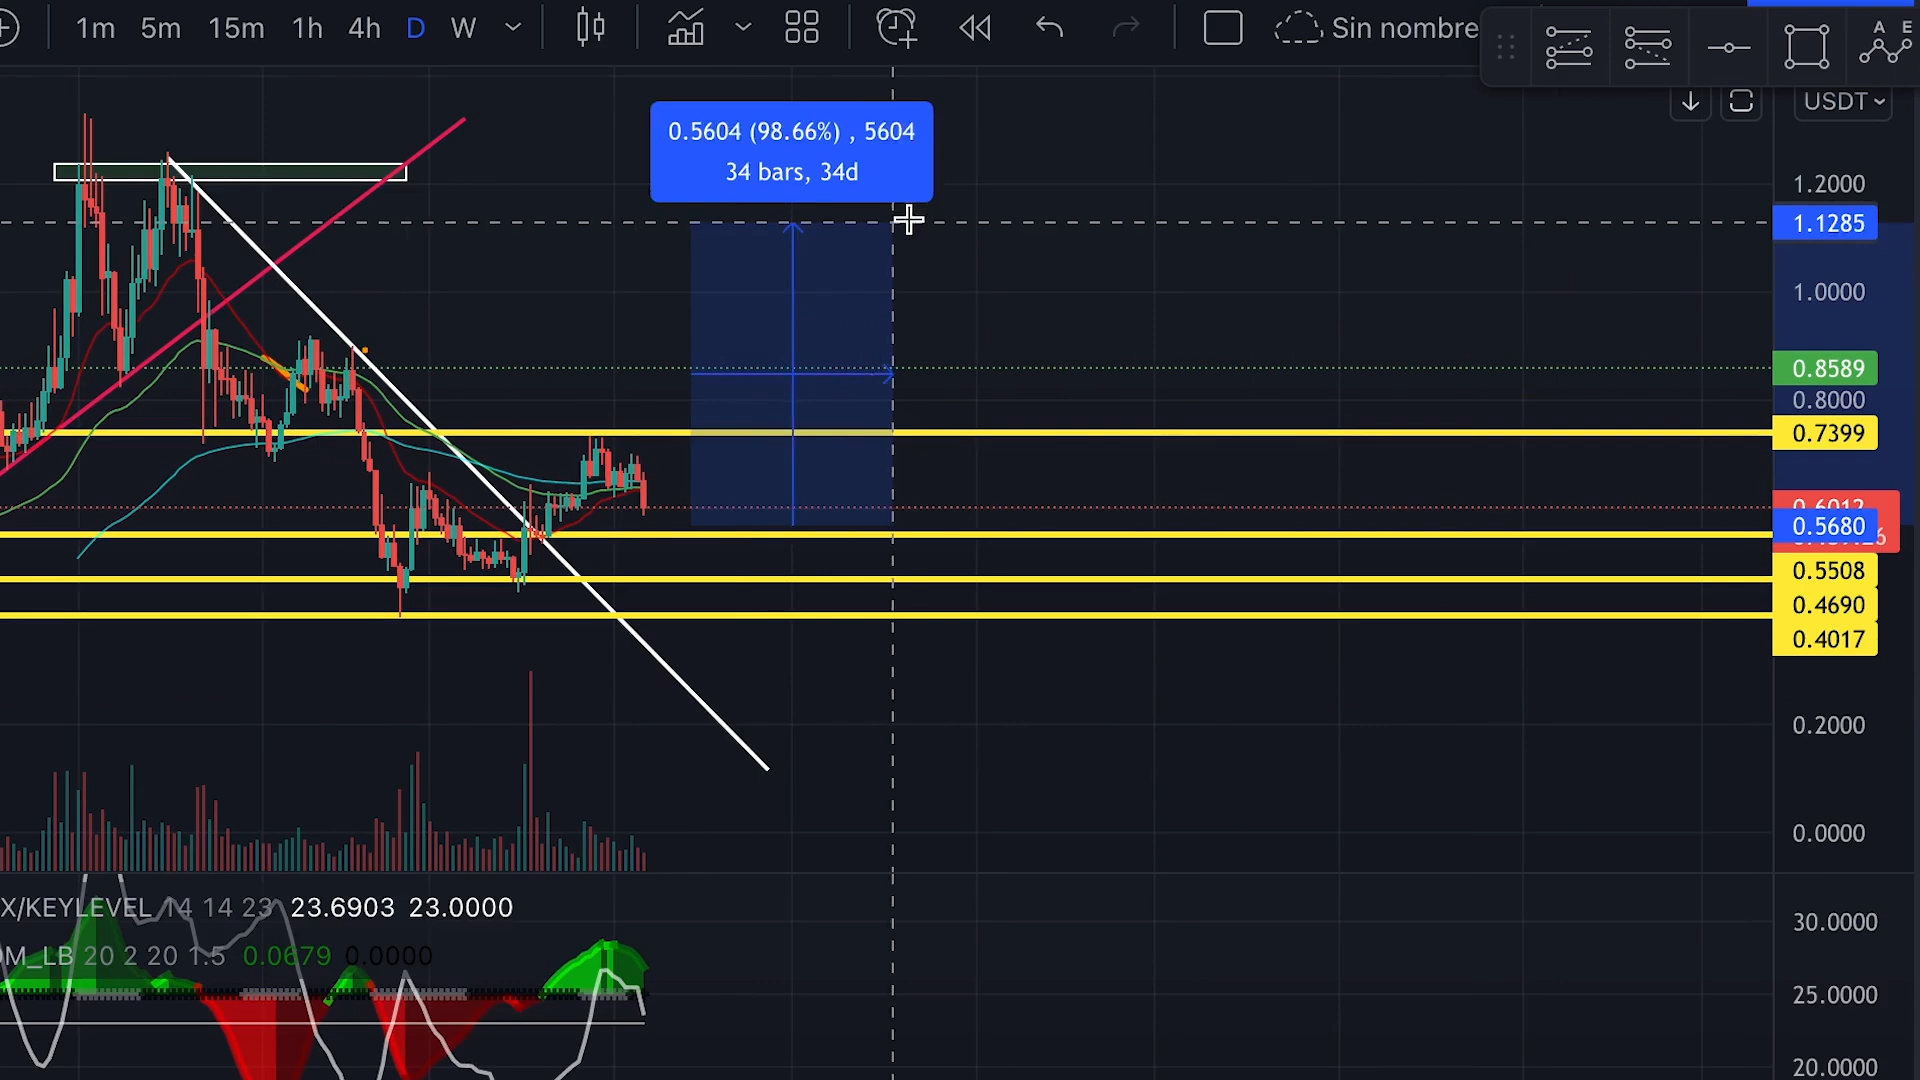 1m 5m 15m 1h 4h D W Sin nombre
A E
USDT
0.5604 (98.66%) , 5604
34 bars, 34d
1.2000
1.1285
1.0000
0.8589
0.8000
0.7399
0.6012
0.5680
0.5508
0.4690
0.4017
0.2000
0.0000
X/KEYLEVEL 14 14 23 23.6903 23.0000
OM_LB 20 2 20 1.5 0.0679 0.0000
30.0000
25.0000
20.0000